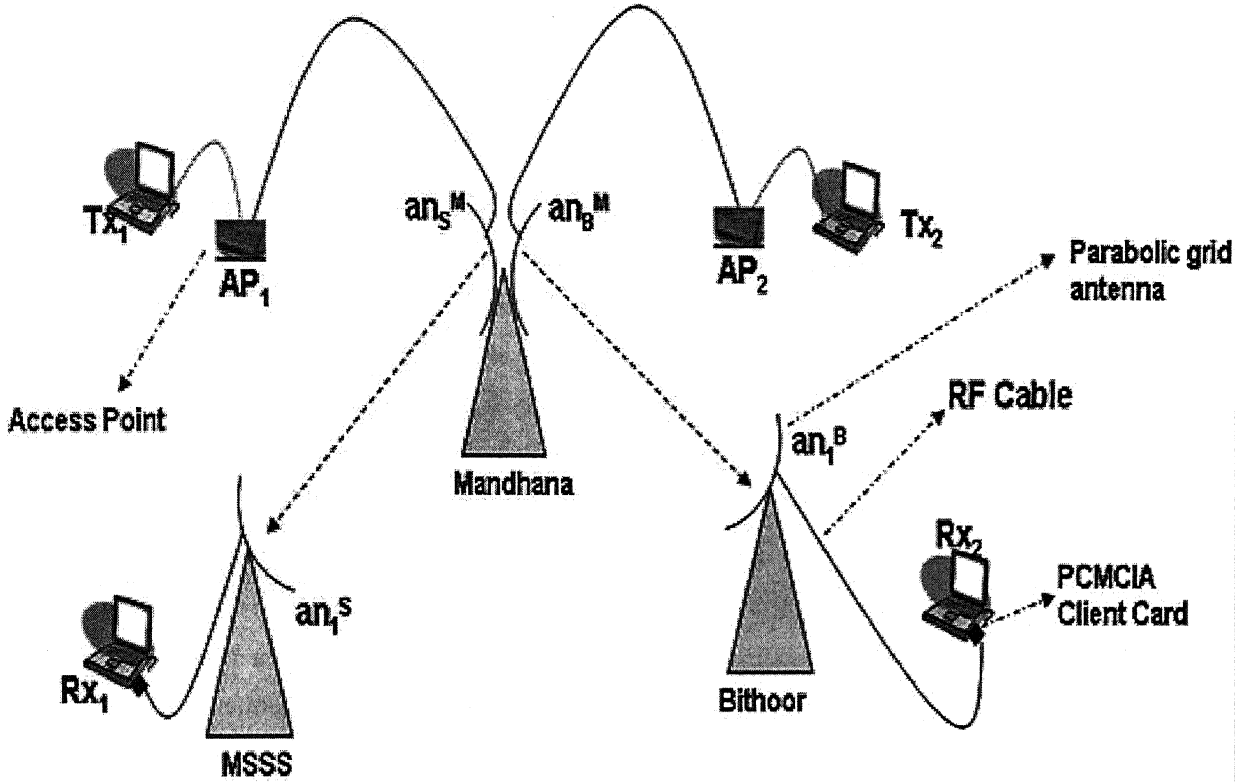 Tx₁
AP₁
anₛᴹ
an_Bᴹ
AP₂
Tx₂
Parabolic grid
antenna
Access Point
Mandhana
an₁ᴮ
RF Cable
Rx₂
PCMCIA
Client Card
Rx₁
an₁ˢ
MSSS
Bithoor